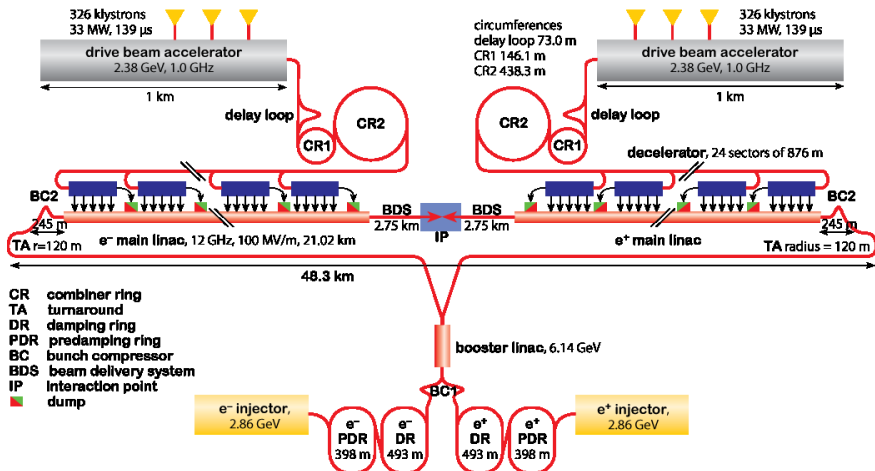 326 klystrons
33 MW, 139 µs
drive beam accelerator
2.38 GeV, 1.0 GHz
1 km
delay loop
CR1
CR2
circumferences
delay loop 73.0 m
CR1 146.1 m
CR2 438.3 m
326 klystrons
33 MW, 139 µs
drive beam accelerator
2.38 GeV, 1.0 GHz
1 km
delay loop
CR2
CR1
decelerator, 24 sectors of 876 m
BC2
245 m
TA r=120 m
e⁻ main linac, 12 GHz, 100 MV/m, 21.02 km
BDS
2.75 km
IP
BDS
2.75 km
e⁺ main linac
BC2
245 m
TA radius = 120 m
48.3 km
CR combiner ring
TA turnaround
DR damping ring
PDR predamping ring
BC bunch compressor
BDS beam delivery system
IP interaction point
dump
booster linac, 6.14 GeV
BC1
e⁻ injector,
2.86 GeV
e⁻
PDR
398 m
e⁻
DR
493 m
e⁺
DR
493 m
e⁺
PDR
398 m
e⁺ injector,
2.86 GeV